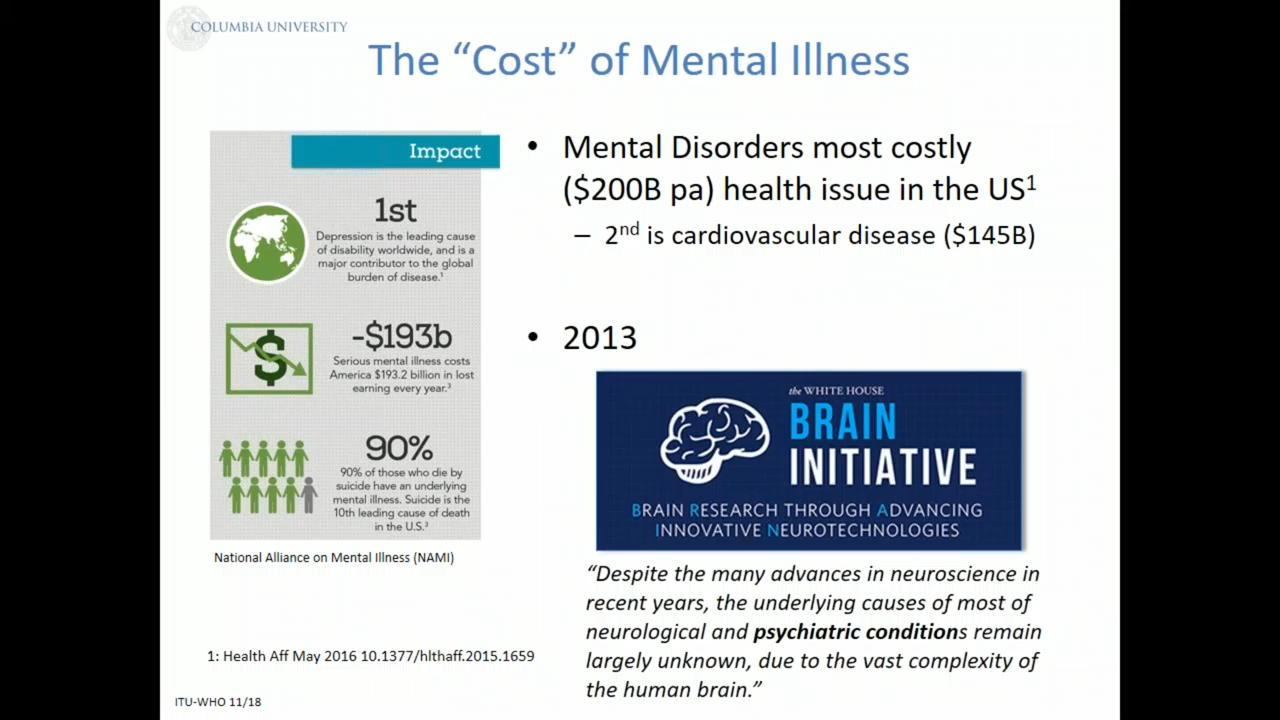 COLUMBIA UNIVERSITY
The “Cost” of Mental Illness
Impact
1st
Depression is the leading cause
of disability worldwide, and is a
major contributor to the global
burden of disease.¹
-$193b
Serious mental illness costs
America $193.2 billion in lost
earning every year.³
90%
90% of those who die by
suicide have an underlying
mental illness. Suicide is the
10th leading cause of death
in the U.S.³
National Alliance on Mental Illness (NAMI)
• Mental Disorders most costly
($200B pa) health issue in the US¹
– 2nd is cardiovascular disease ($145B)
• 2013
the WHITE HOUSE
BRAIN
INITIATIVE
BRAIN RESEARCH THROUGH ADVANCING
INNOVATIVE NEUROTECHNOLOGIES
“Despite the many advances in neuroscience in
recent years, the underlying causes of most of
neurological and psychiatric conditions remain
largely unknown, due to the vast complexity of
the human brain.”
1: Health Aff May 2016 10.1377/hlthaff.2015.1659
ITU-WHO 11/18